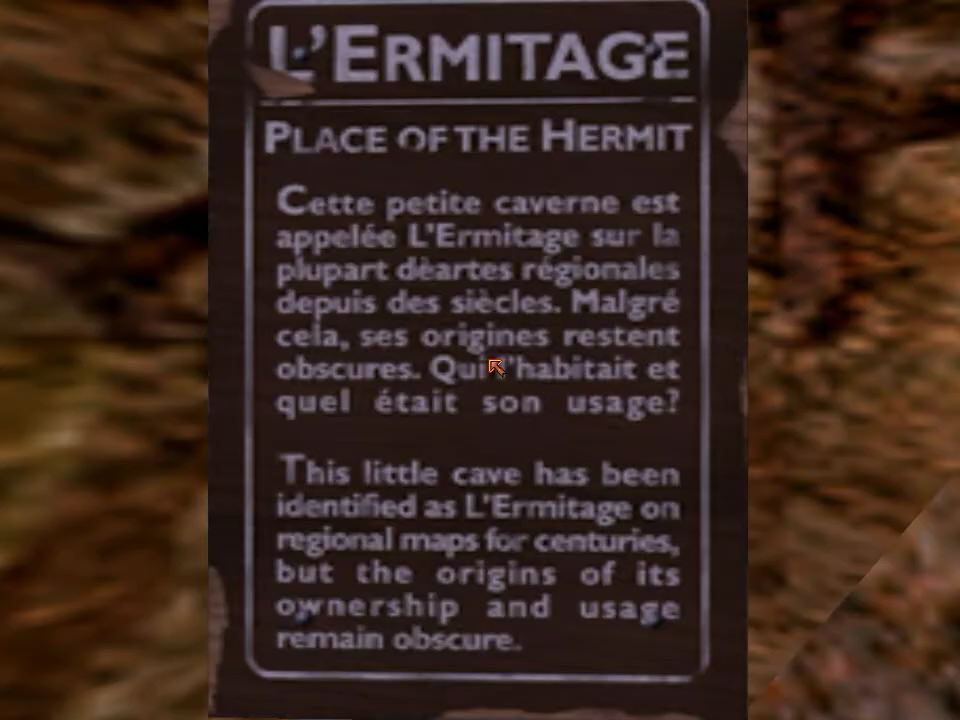 L'ERMITAGE
PLACE OF THE HERMIT
Cette petite caverne est
appelée L'Ermitage sur la
plupart dèartes régionales
depuis des siècles. Malgré
cela, ses origines restent
obscures. Qui l'habitait et
quel était son usage?
This little cave has been
identified as L'Ermitage on
regional maps for centuries,
but the origins of its
ownership and usage
remain obscure.